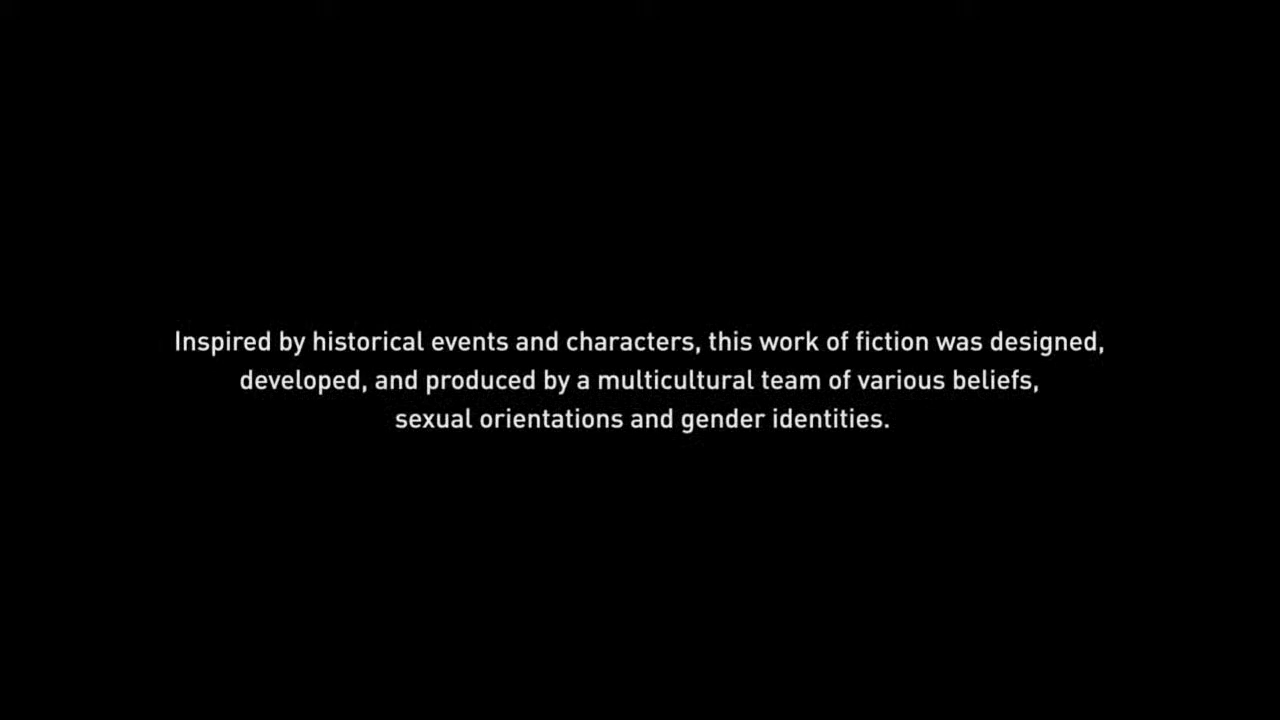 Inspired by historical events and characters, this work of fiction was designed,
developed, and produced by a multicultural team of various beliefs,
sexual orientations and gender identities.